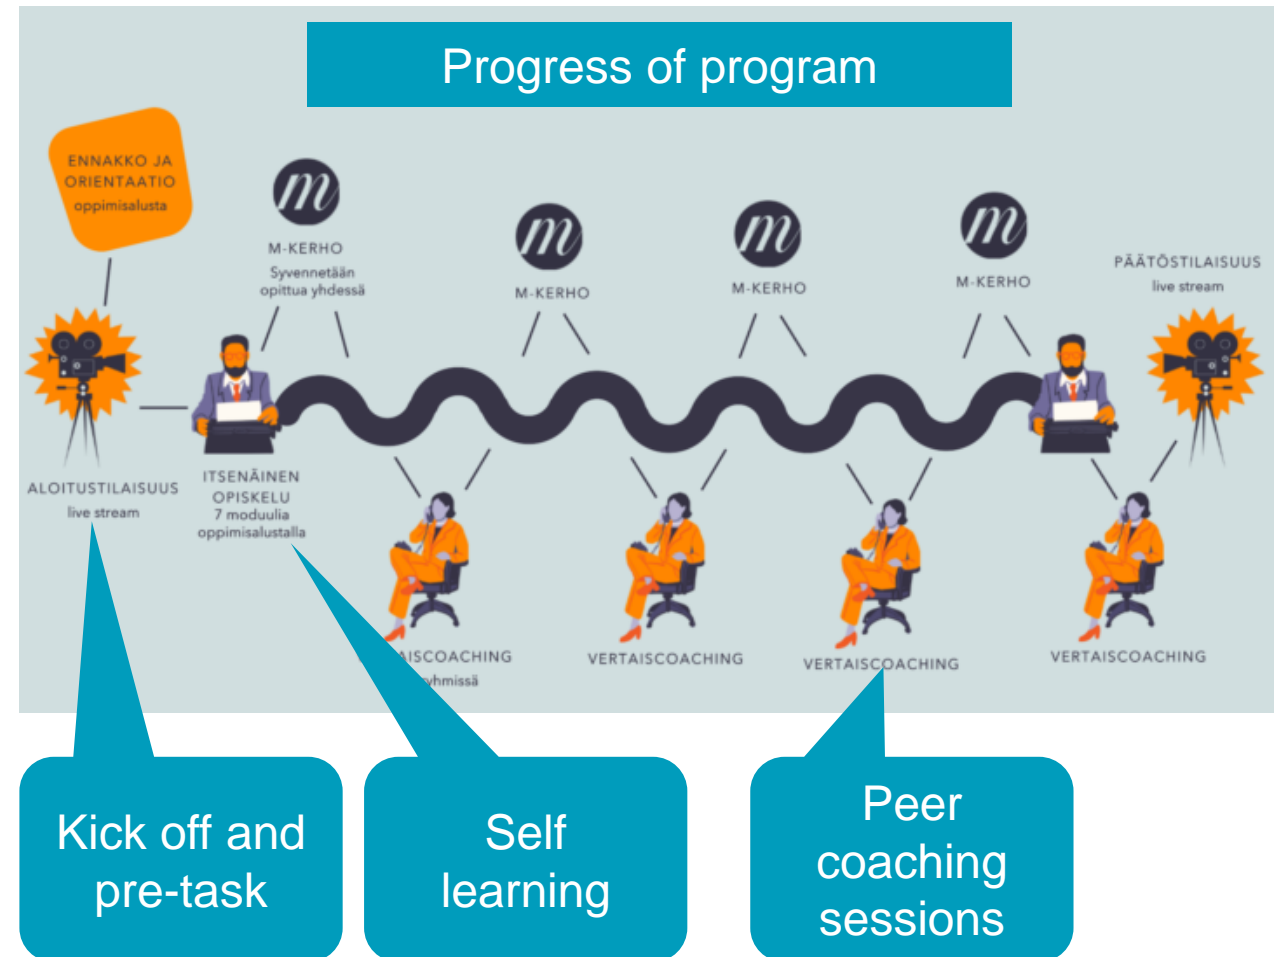 Progress of program
ENNAKKO JA
ORIENTAATIO
oppimisalusta
m
M-KERHO
Syvennetään
opittua yhdessä
m
M-KERHO
m
M-KERHO
m
M-KERHO
PÄÄTÖSTILAISUUS
live stream
ALOITUSTILAISUUS
live stream
ITSENÄINEN
OPISKELU
7 moduulia
oppimisalustalla
AISCOACHING
yhmissä
VERTAISCOACHING
VERTAISCOACHING
VERTAISCOACHING
Kick off and
pre-task
Self
learning
Peer
coaching
sessions